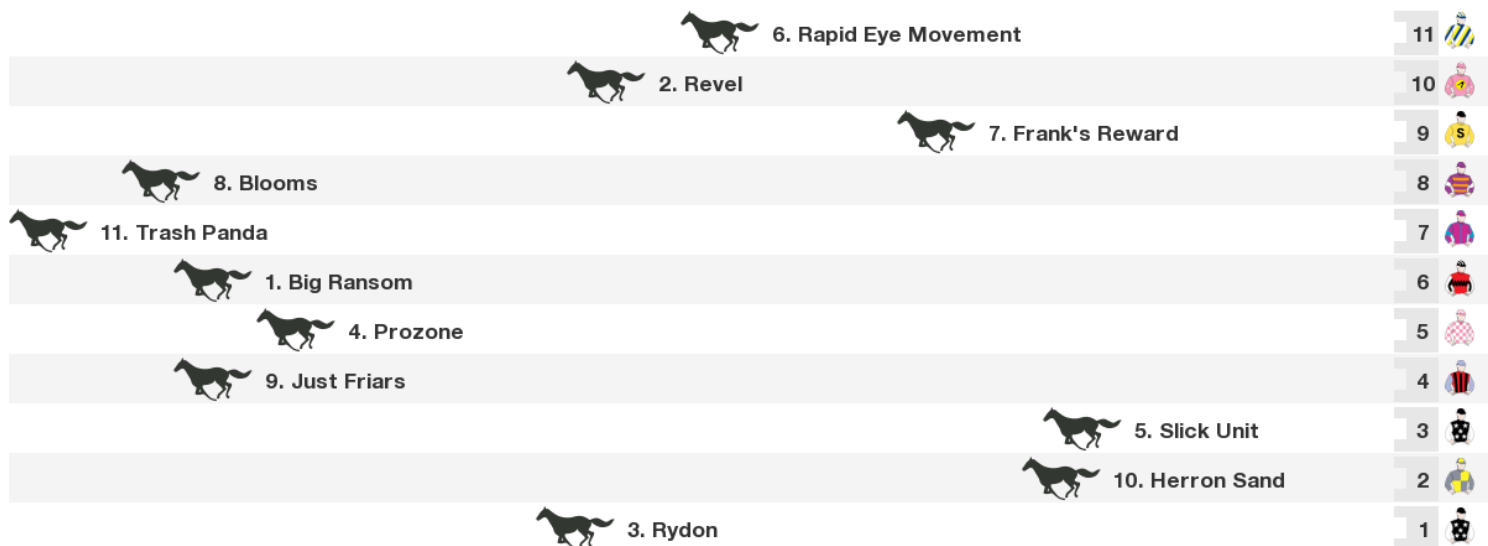 6. Rapid Eye Movement 11
2. Revel 10
7. Frank's Reward 9 S
8. Blooms 8
11. Trash Panda 7
1. Big Ransom 6
4. Prozone 5
9. Just Friars 4
5. Slick Unit 3
10. Herron Sand 2
3. Rydon 1